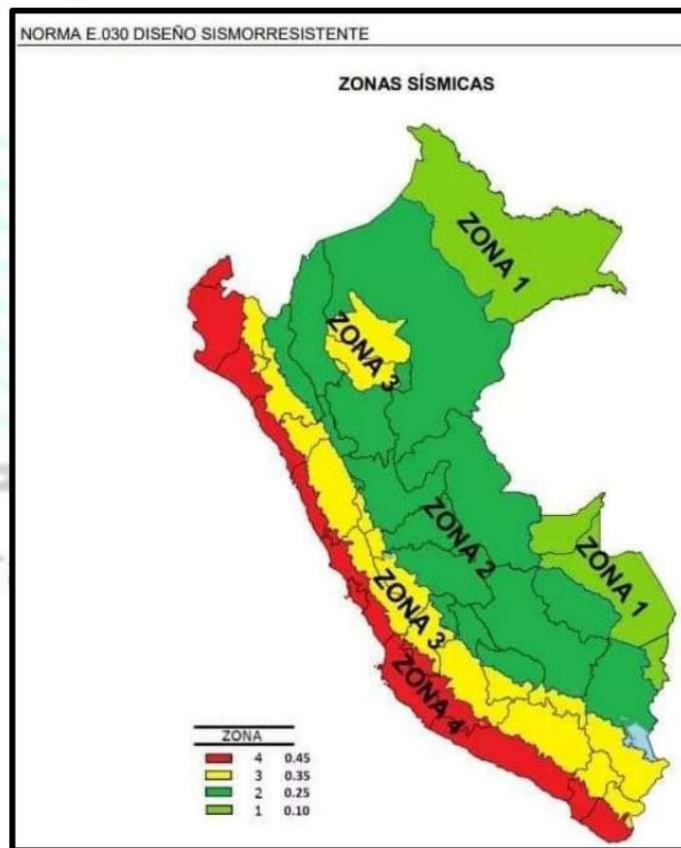 NORMA E.030 DISEÑO SISMORRESISTENTE
ZONAS SÍSMICAS
ZONA 1
ZONA 3
ZONA 2
ZONA 1
ZONA 3
ZONA 4
ZONA
4 0.45
3 0.35
2 0.25
1 0.10